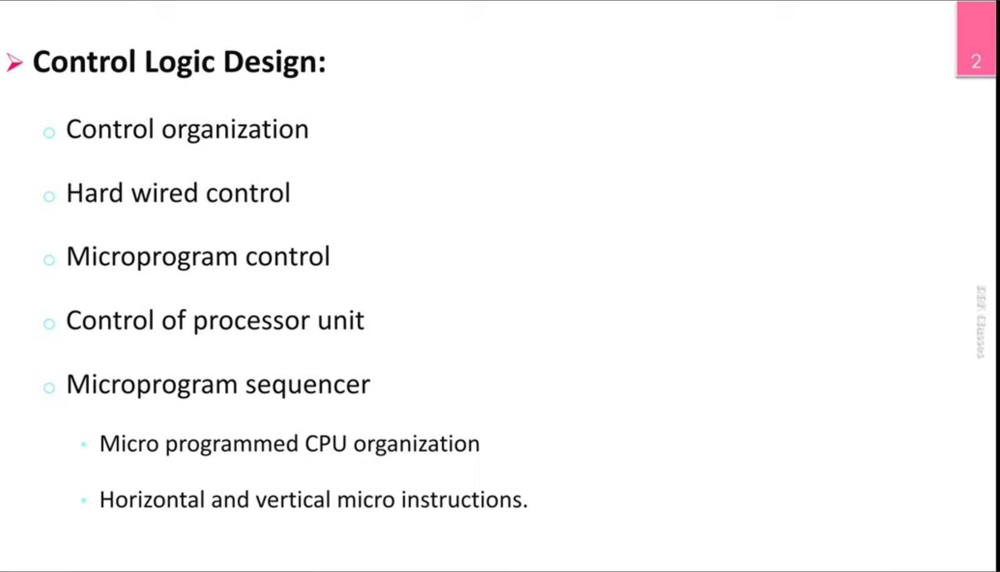 Control Logic Design:
2
Control organization
Hard wired control
Microprogram control
Control of processor unit
Microprogram sequencer
Micro programmed CPU organization
Horizontal and vertical micro instructions.
RBK Classes